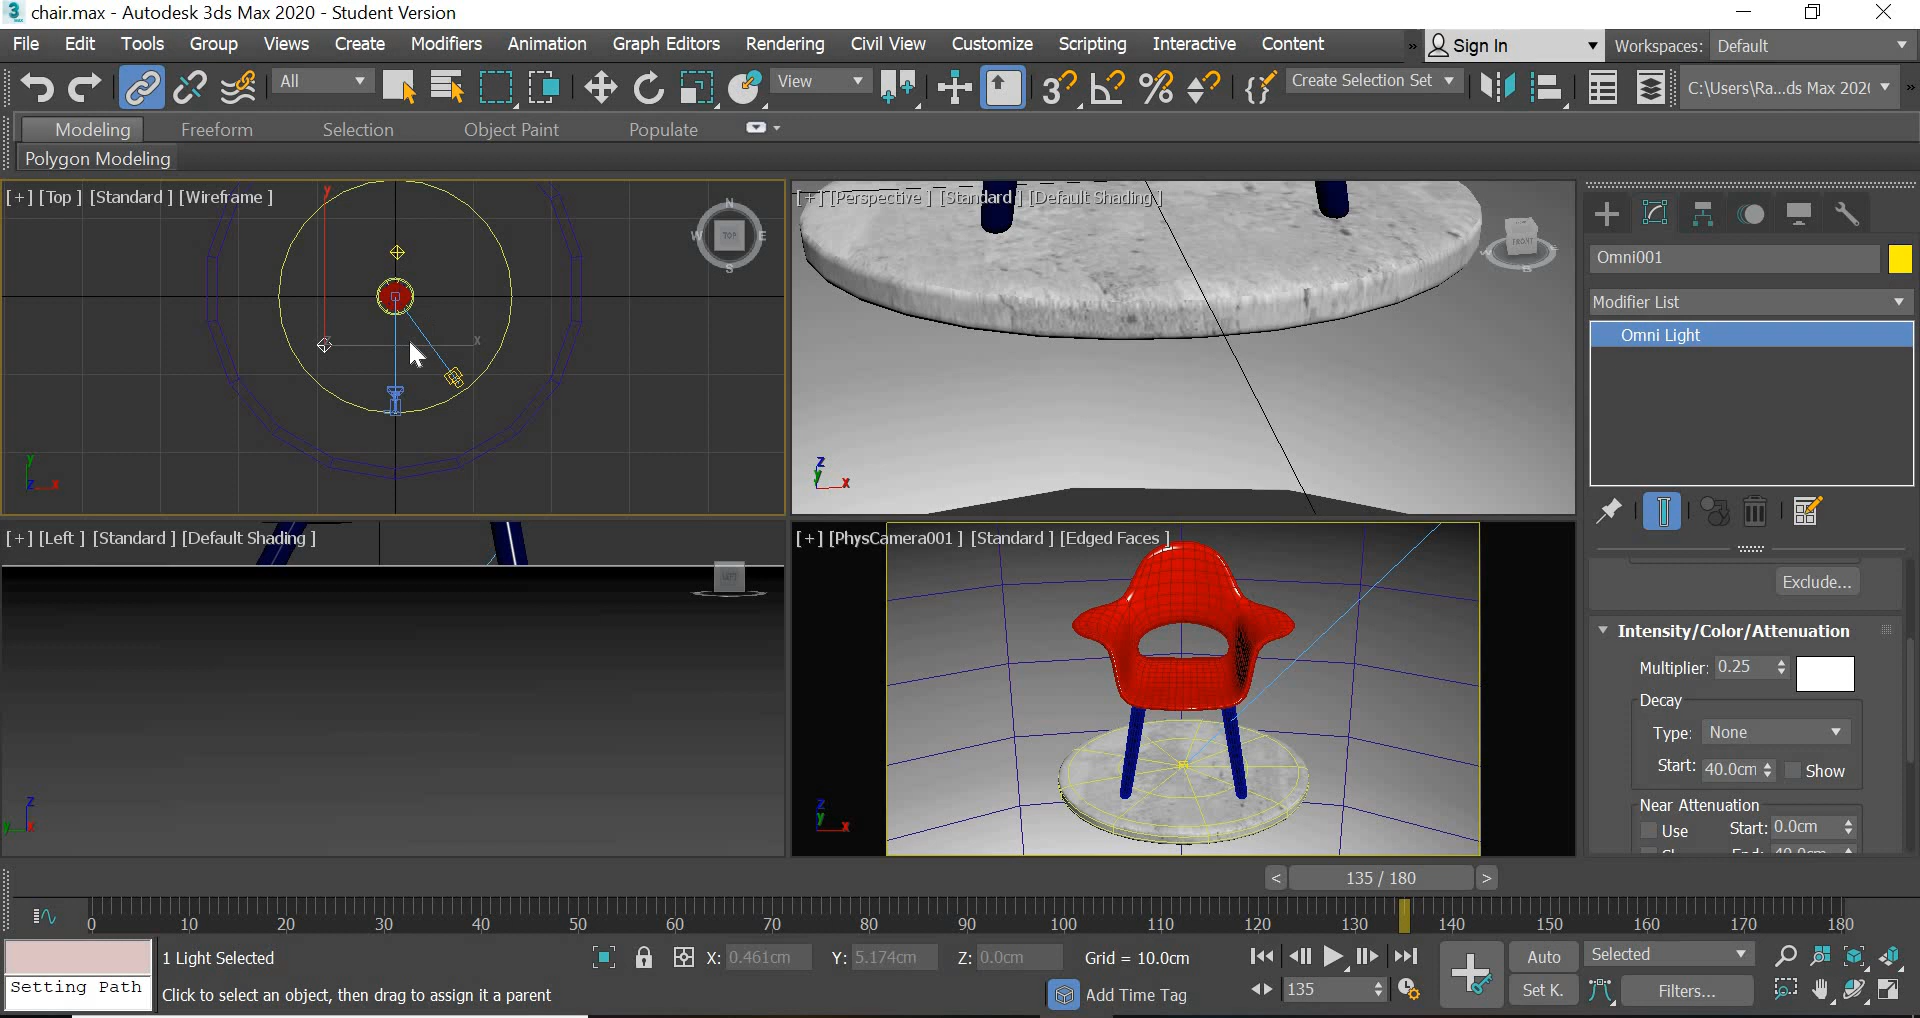 chair.max - Autodesk 3ds Max 2020 - Student Version
File Edit Tools Group Views Create Modifiers Animation Graph Editors Rendering Civil View Customize Scripting Interactive Content » Sign In Workspaces: Default
All View 3 Create Selection Set C:\Users\Ra...ds Max 202( »
Modeling Freeform Selection Object Paint Populate
Polygon Modeling
[+] [Top ] [Standard ] [Wireframe ]
[+] [Perspective ] [Standard ] [Default Shading ]
y
N
W TOP E
S
x
y
z x
FRONT
z
y x
Omni001
Modifier List
Omni Light
[+] [Left ] [Standard ] [Default Shading ]
[+] [PhysCamera001 ] [Standard ] [Edged Faces ]
LEFT
z
y x
z
y x
Exclude...
Intensity/Color/Attenuation
Multiplier: 0.25
Decay
Type: None
Start: 40.0cm Show
Near Attenuation
Use Start: 0.0cm
< 135 / 180 >
0 10 20 30 40 50 60 70 80 90 100 110 120 130 140 150 160 170 180
Setting Path
1 Light Selected
Click to select an object, then drag to assign it a parent
X: 0.461cm Y: 5.174cm Z: 0.0cm Grid = 10.0cm
Add Time Tag
135
Auto Selected
Set K. Filters...